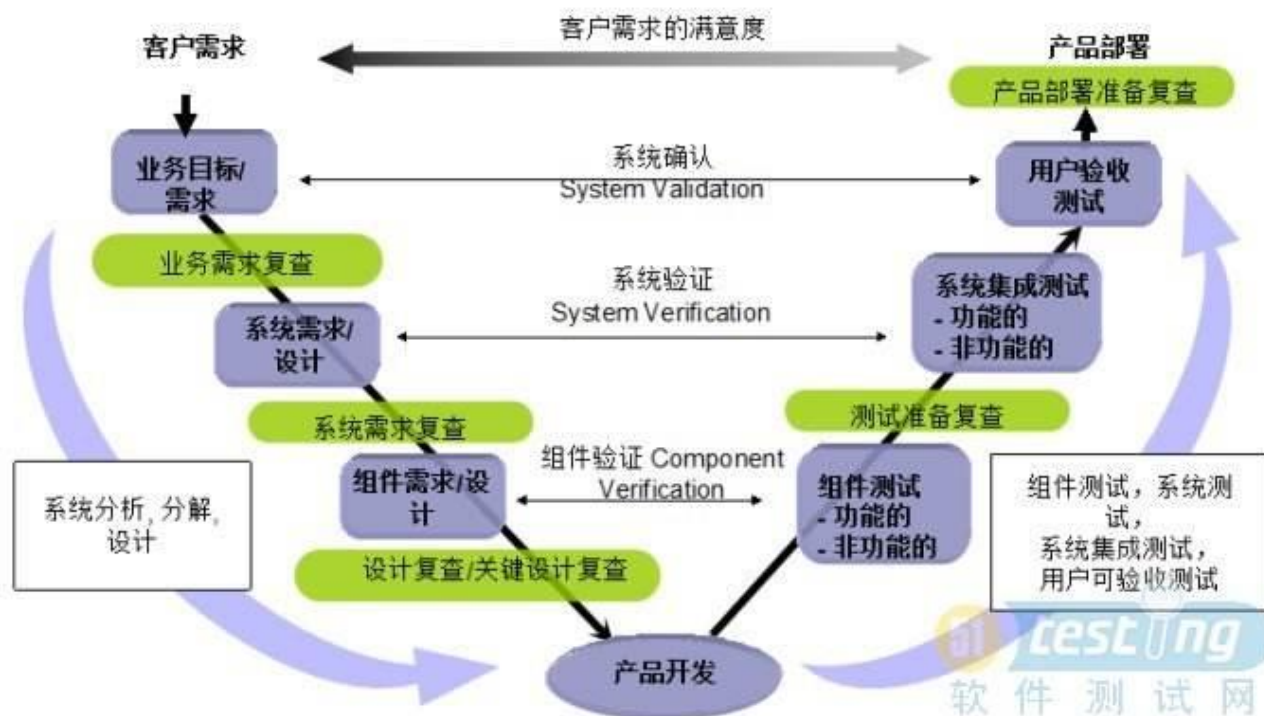 客户需求的满意度
客户需求
产品部署
产品部署准备复查
业务目标/
需求
系统确认
System Validation
用户验收
测试
业务需求复查
系统验证
System Verification
系统需求/
设计
系统集成测试
- 功能的
- 非功能的
系统需求复查
测试准备复查
组件需求/设
计
组件验证 Component
Verification
组件测试
- 功能的
- 非功能的
系统分析, 分解,
设计
组件测试，系统测
试，
系统集成测试，
用户可验收测试
设计复查/关键设计复查
产品开发
51 testing
软件测试网